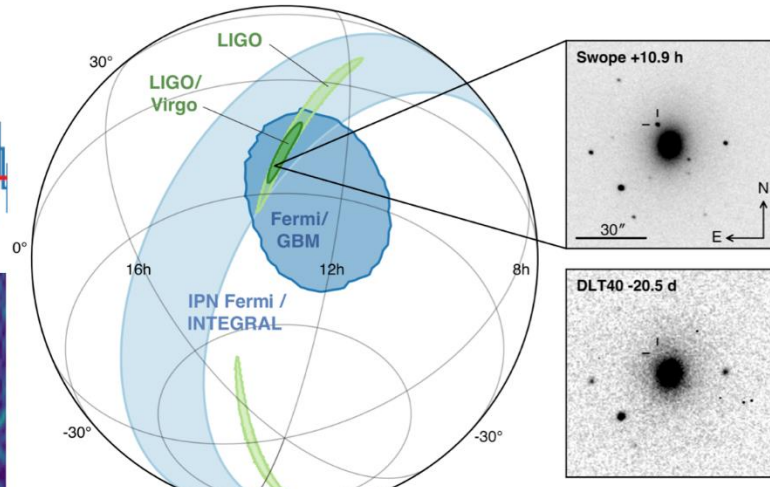 LIGO
LIGO/
Virgo
30°
Fermi/
GBM
0°
16h
12h
8h
IPN Fermi /
INTEGRAL
-30°
-30°
Swope +10.9 h
N
30″
E
DLT40 -20.5 d